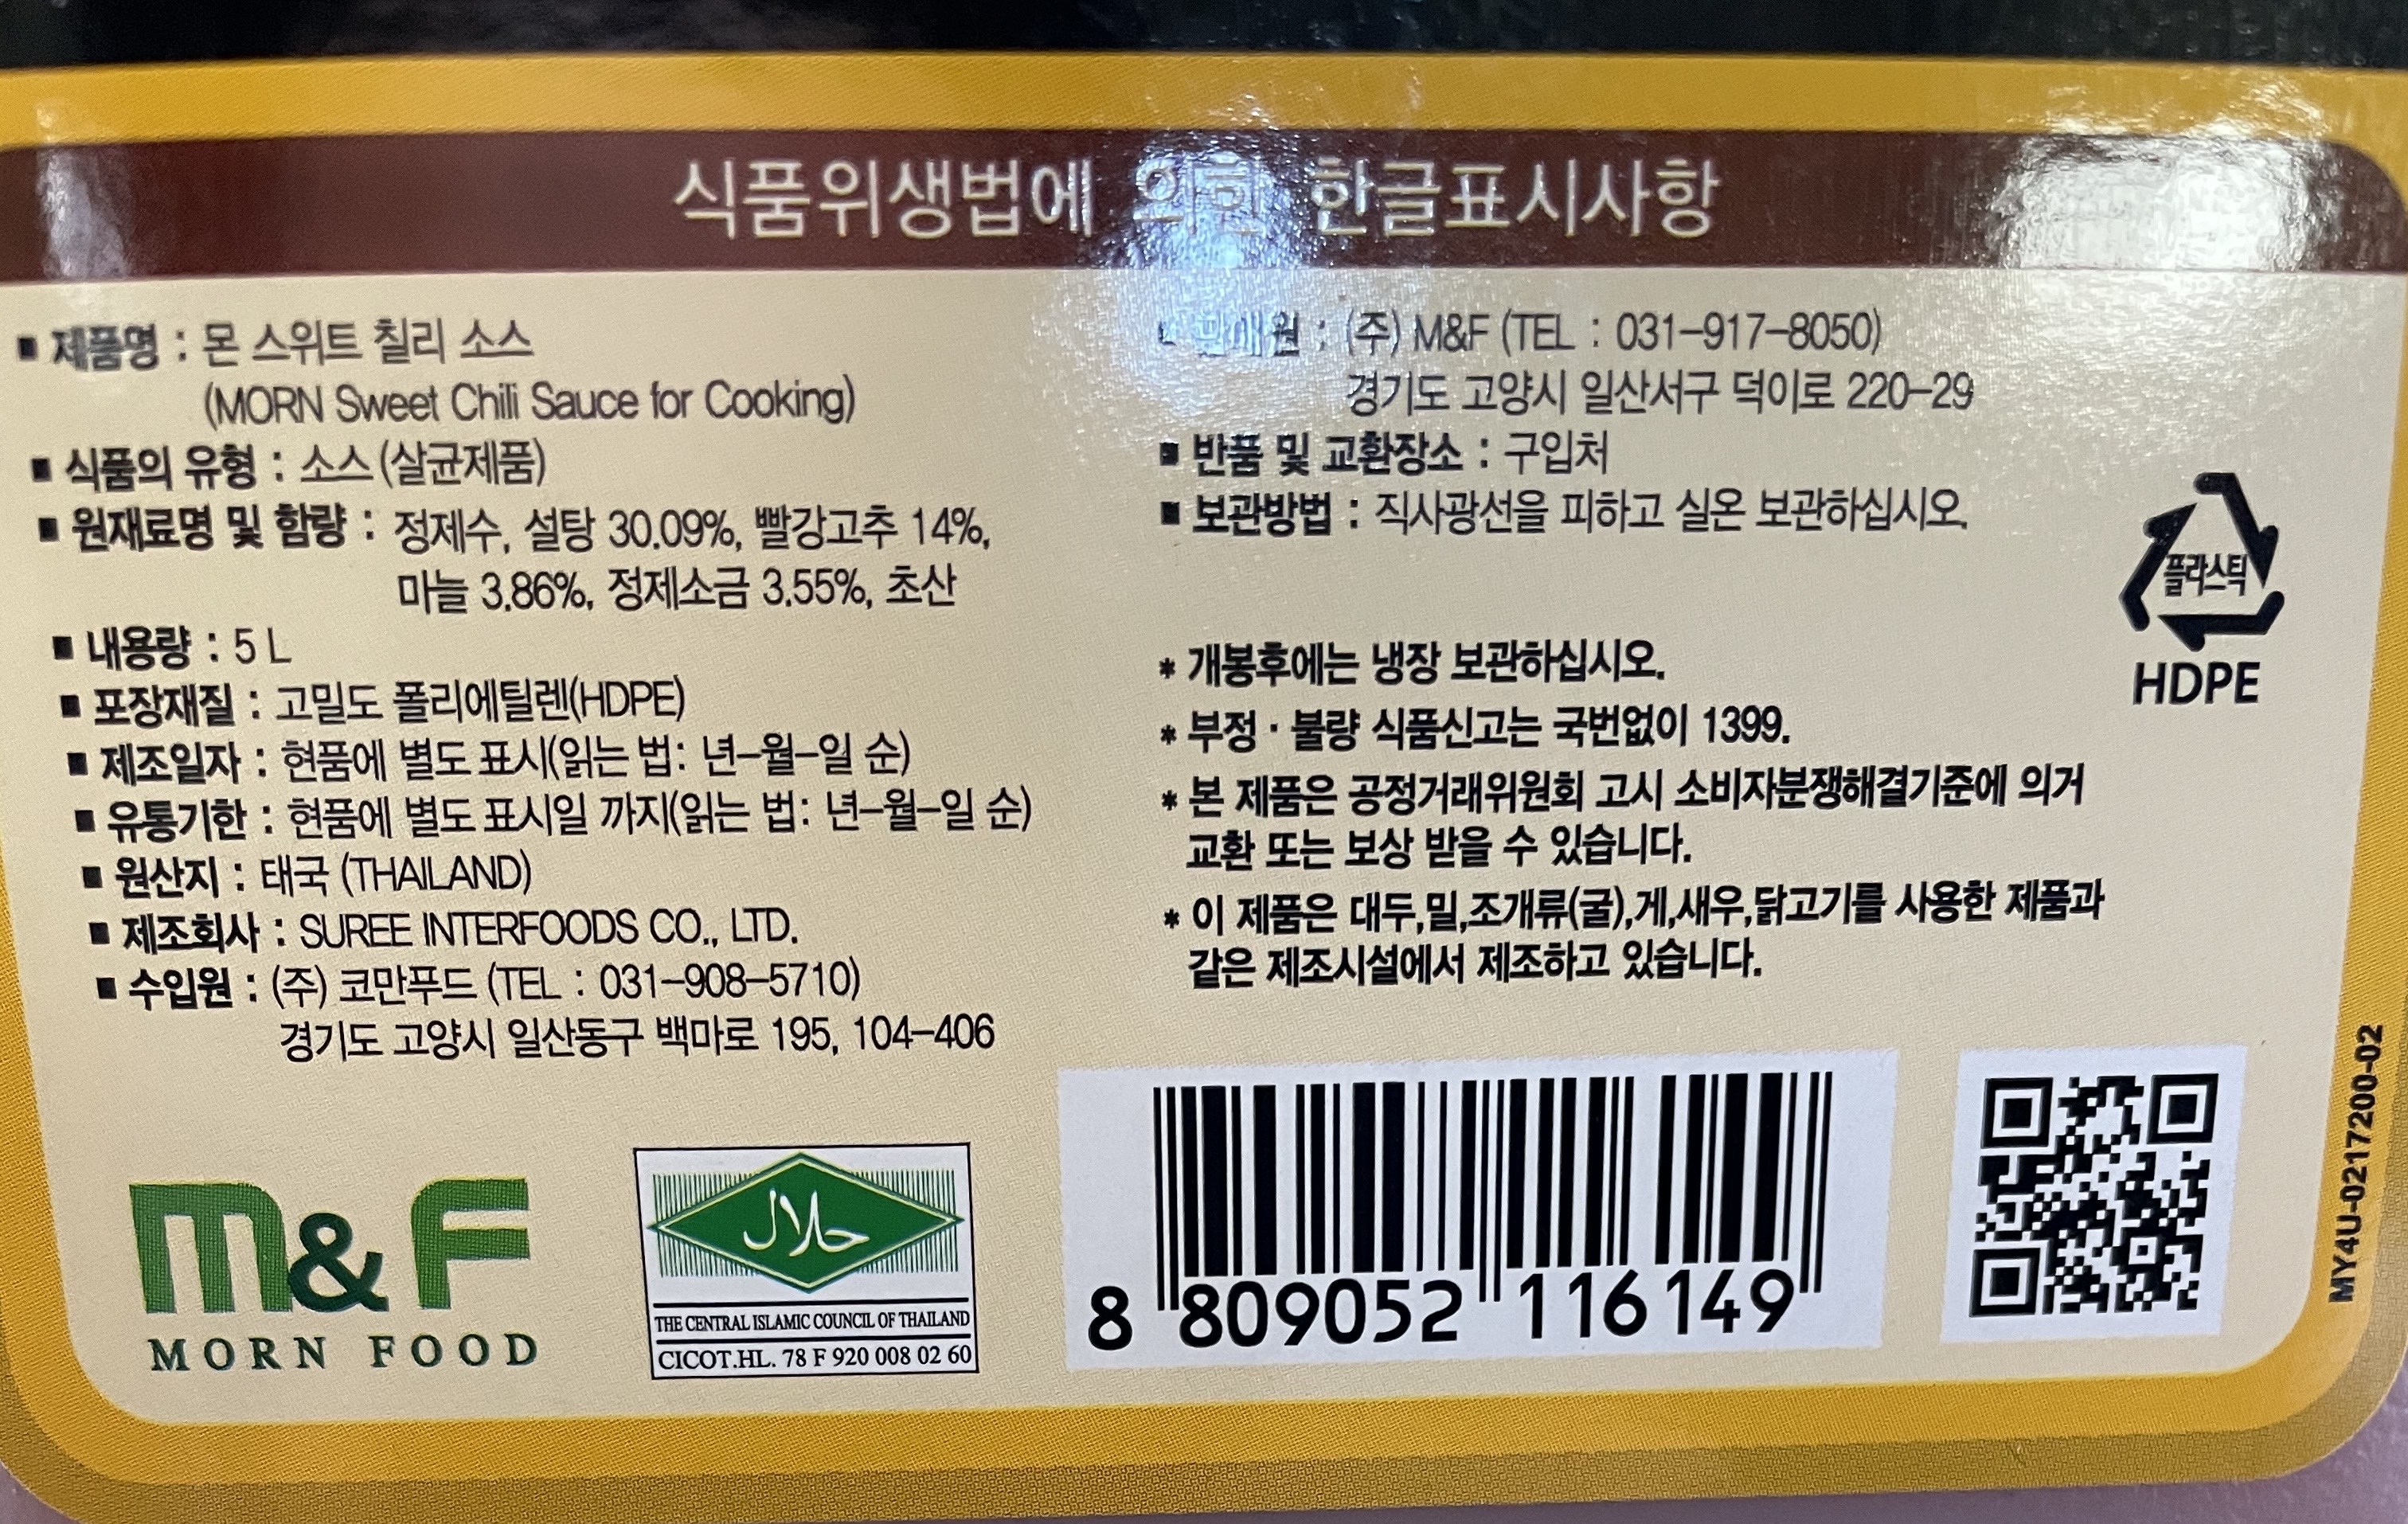 식품위생법에 의한 한글표시사항
■ 제품명 : 몬 스위트 칠리 소스
(MORN Sweet Chili Sauce for Cooking)
■ 식품의 유형 : 소스(살균제품)
■ 원재료명 및 함량 : 정제수, 설탕 30.09%, 빨강고추 14%,
마늘 3.86%, 정제소금 3.55%, 초산
■ 내용량 : 5 L
■ 포장재질 : 고밀도 폴리에틸렌(HDPE)
■ 제조일자 : 현품에 별도 표시(읽는 법: 년-월-일 순)
■ 유통기한 : 현품에 별도 표시일 까지(읽는 법: 년-월-일 순)
■ 원산지 : 태국 (THAILAND)
■ 제조회사 : SUREE INTERFOODS CO., LTD.
■ 수입원 : (주) 코만푸드 (TEL : 031-908-5710)
경기도 고양시 일산동구 백마로 195, 104-406
■ 판매원 : (주) M&F (TEL : 031-917-8050)
경기도 고양시 일산서구 덕이로 220-29
■ 반품 및 교환장소 : 구입처
■ 보관방법 : 직사광선을 피하고 실온 보관하십시오.
플라스틱
HDPE
* 개봉후에는 냉장 보관하십시오.
* 부정 · 불량 식품신고는 국번없이 1399.
* 본 제품은 공정거래위원회 고시 소비자분쟁해결기준에 의거
교환 또는 보상 받을 수 있습니다.
* 이 제품은 대두,밀,조개류(굴),게,새우,닭고기를 사용한 제품과
같은 제조시설에서 제조하고 있습니다.
m&F
MORN FOOD
حلال
THE CENTRAL ISLAMIC COUNCIL OF THAILAND
CICOT.HL. 78 F 920 008 02 60
8 809052 116149
MY4U-0217200-02